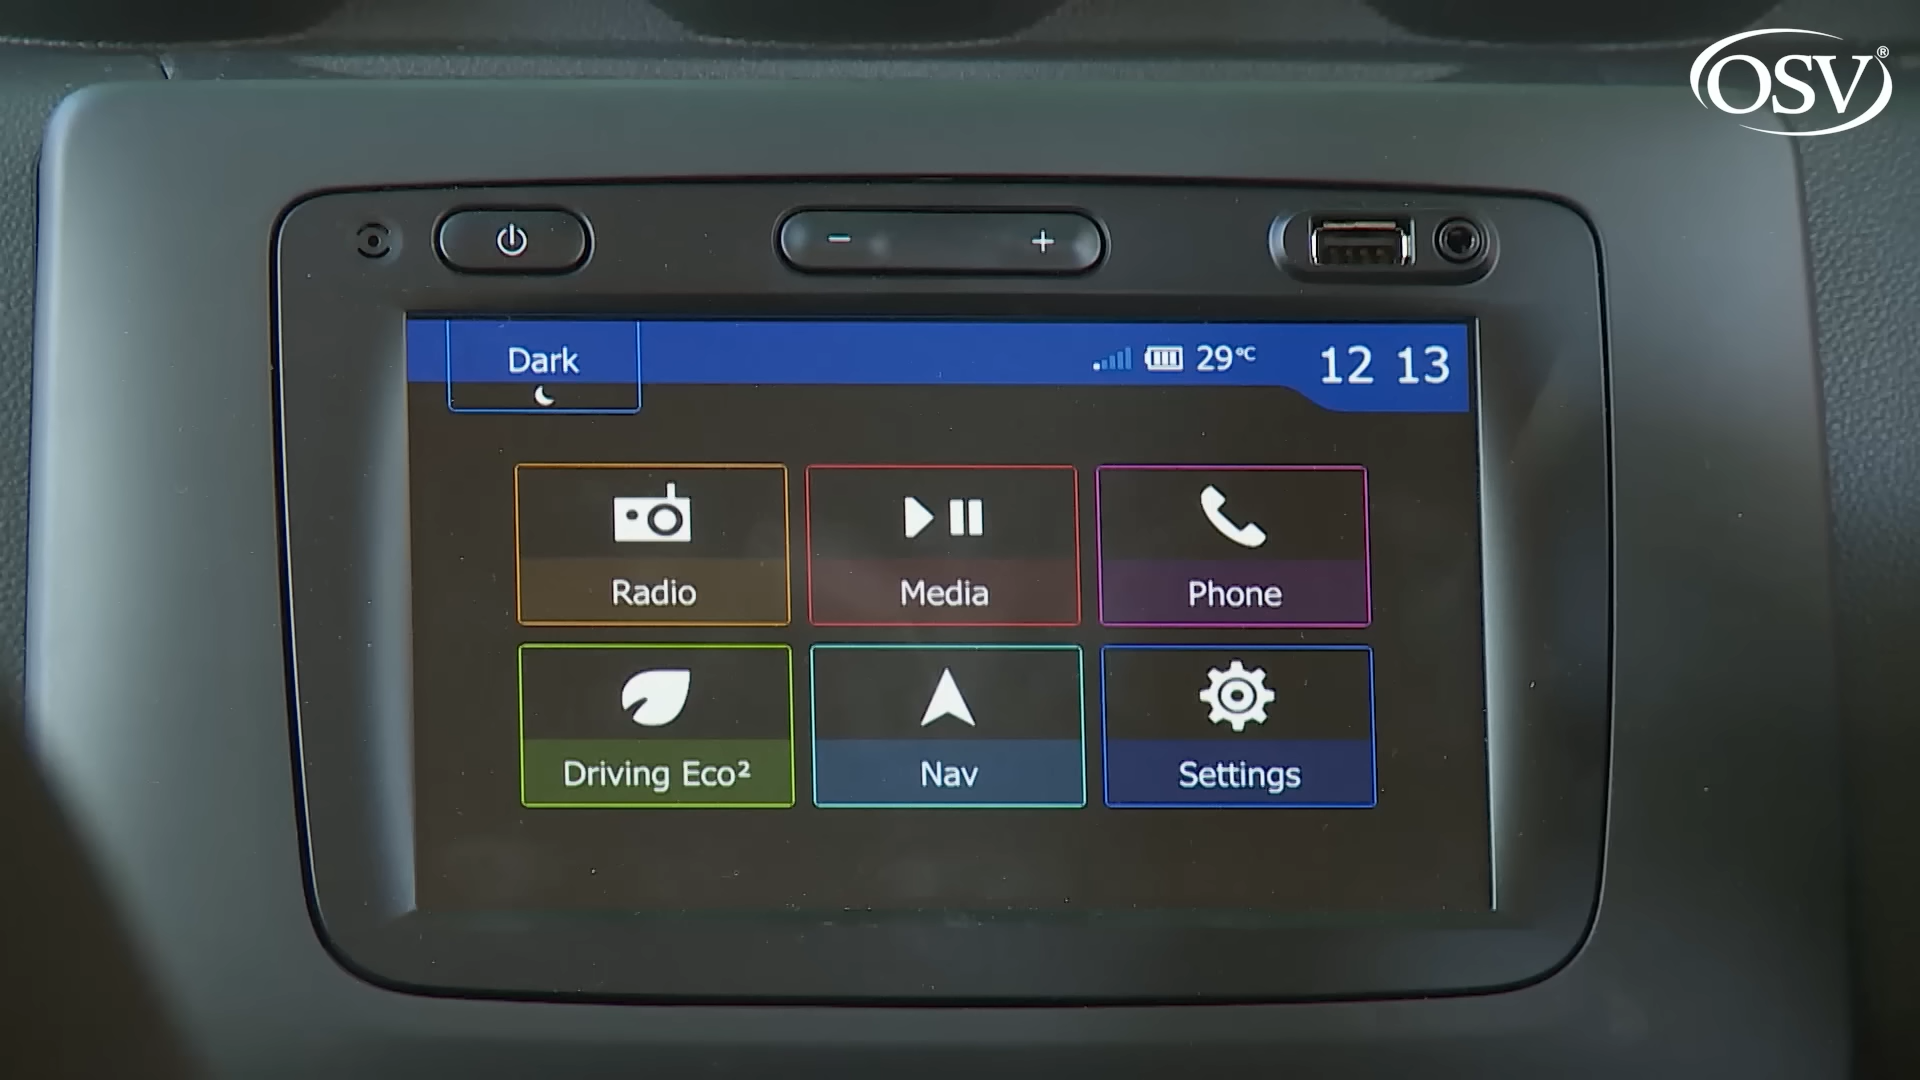 OSV®
Dark
29°C
12 13
Radio
Media
Phone
Driving Eco²
Nav
Settings